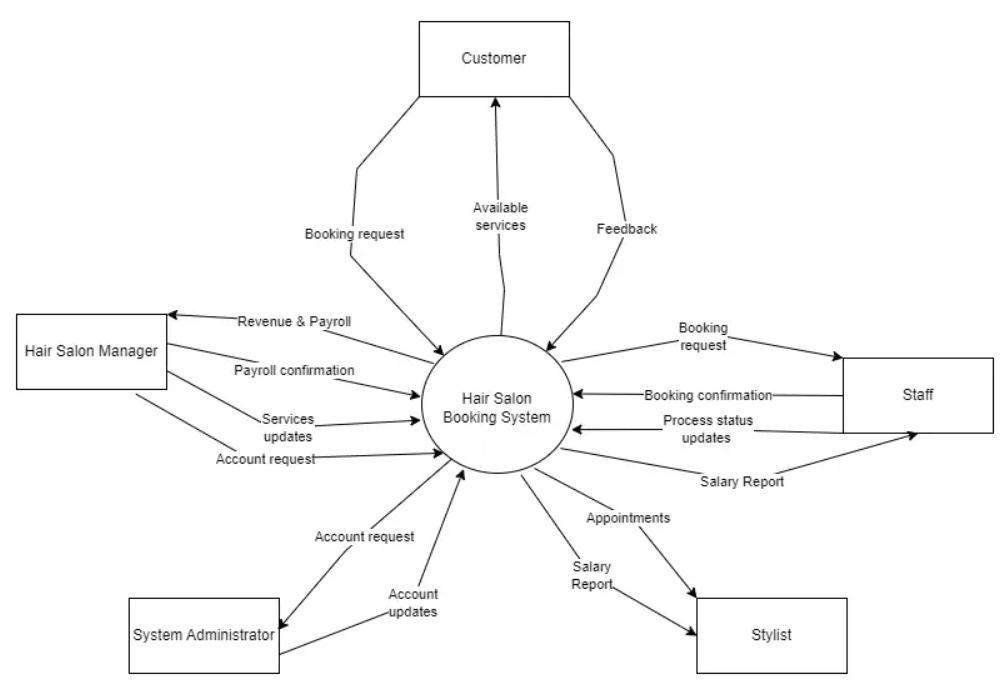 Customer
Available
services
Feedback
Booking request
Revenue & Payroll
Hair Salon Manager
Payroll confirmation
Services
updates
Account request
Hair Salon
Booking System
Booking
request
Staff
Booking confirmation
Process status
updates
Salary Report
Appointments
Account request
Salary
Report
Account
updates
System Administrator
Stylist